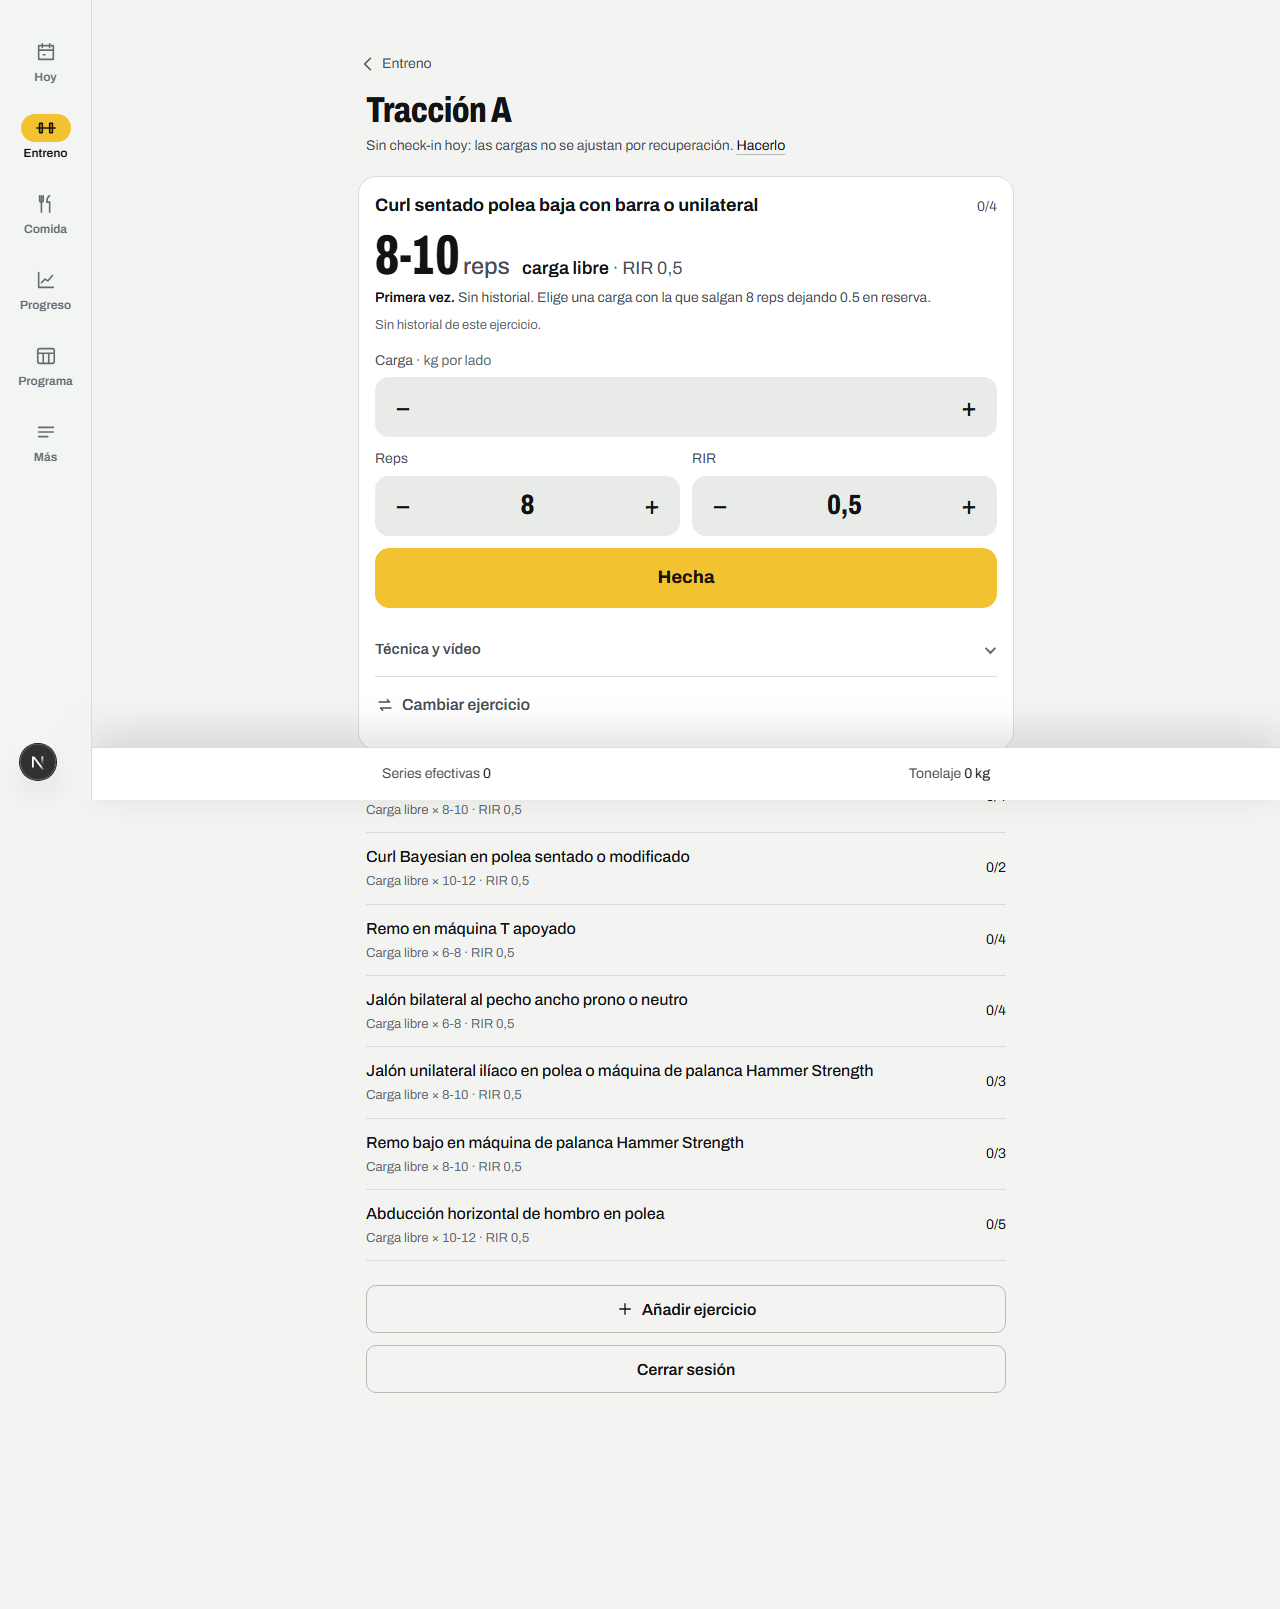 Hoy
Entreno
Comida
Progreso
Programa
Más
N
Entreno
Tracción A
Sin check-in hoy: las cargas no se ajustan por recuperación. Hacerlo
Curl sentado polea baja con barra o unilateral
0/4
8-10 reps carga libre · RIR 0,5
Primera vez. Sin historial. Elige una carga con la que salgan 8 reps dejando 0.5 en reserva.
Sin historial de este ejercicio.
Carga · kg por lado
− +
Reps
RIR
− 8 +
− 0,5 +
Hecha
Técnica y vídeo
Cambiar ejercicio
Series efectivas 0
Tonelaje 0 kg
Carga libre × 8-10 · RIR 0,5
Curl Bayesian en polea sentado o modificado
0/2
Carga libre × 10-12 · RIR 0,5
Remo en máquina T apoyado
0/4
Carga libre × 6-8 · RIR 0,5
Jalón bilateral al pecho ancho prono o neutro
0/4
Carga libre × 6-8 · RIR 0,5
Jalón unilateral ilíaco en polea o máquina de palanca Hammer Strength
0/3
Carga libre × 8-10 · RIR 0,5
Remo bajo en máquina de palanca Hammer Strength
0/3
Carga libre × 8-10 · RIR 0,5
Abducción horizontal de hombro en polea
0/5
Carga libre × 10-12 · RIR 0,5
+ Añadir ejercicio
Cerrar sesión